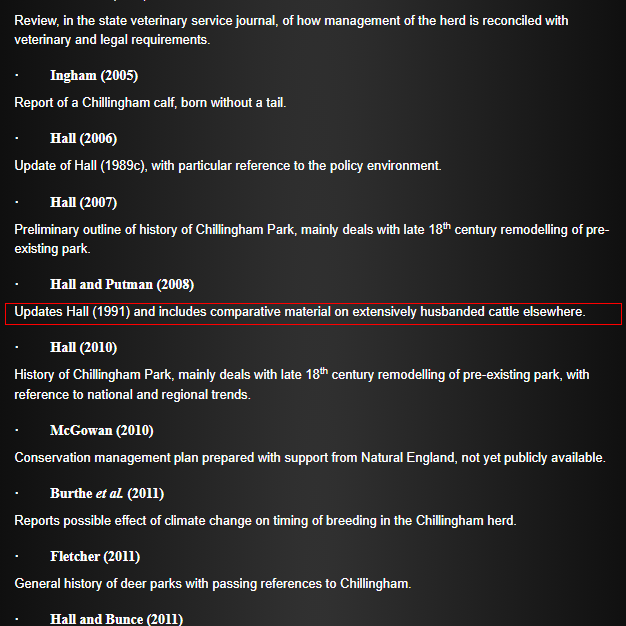 Review, in the state veterinary service journal, of how management of the herd is reconciled with
veterinary and legal requirements.
· Ingham (2005)
Report of a Chillingham calf, born without a tail.
· Hall (2006)
Update of Hall (1989c), with particular reference to the policy environment.
· Hall (2007)
Preliminary outline of history of Chillingham Park, mainly deals with late 18th century remodelling of pre-
existing park.
· Hall and Putman (2008)
Updates Hall (1991) and includes comparative material on extensively husbanded cattle elsewhere.
· Hall (2010)
History of Chillingham Park, mainly deals with late 18th century remodelling of pre-existing park, with
reference to national and regional trends.
· McGowan (2010)
Conservation management plan prepared with support from Natural England, not yet publicly available.
· Burthe et al. (2011)
Reports possible effect of climate change on timing of breeding in the Chillingham herd.
· Fletcher (2011)
General history of deer parks with passing references to Chillingham.
· Hall and Bunce (2011)